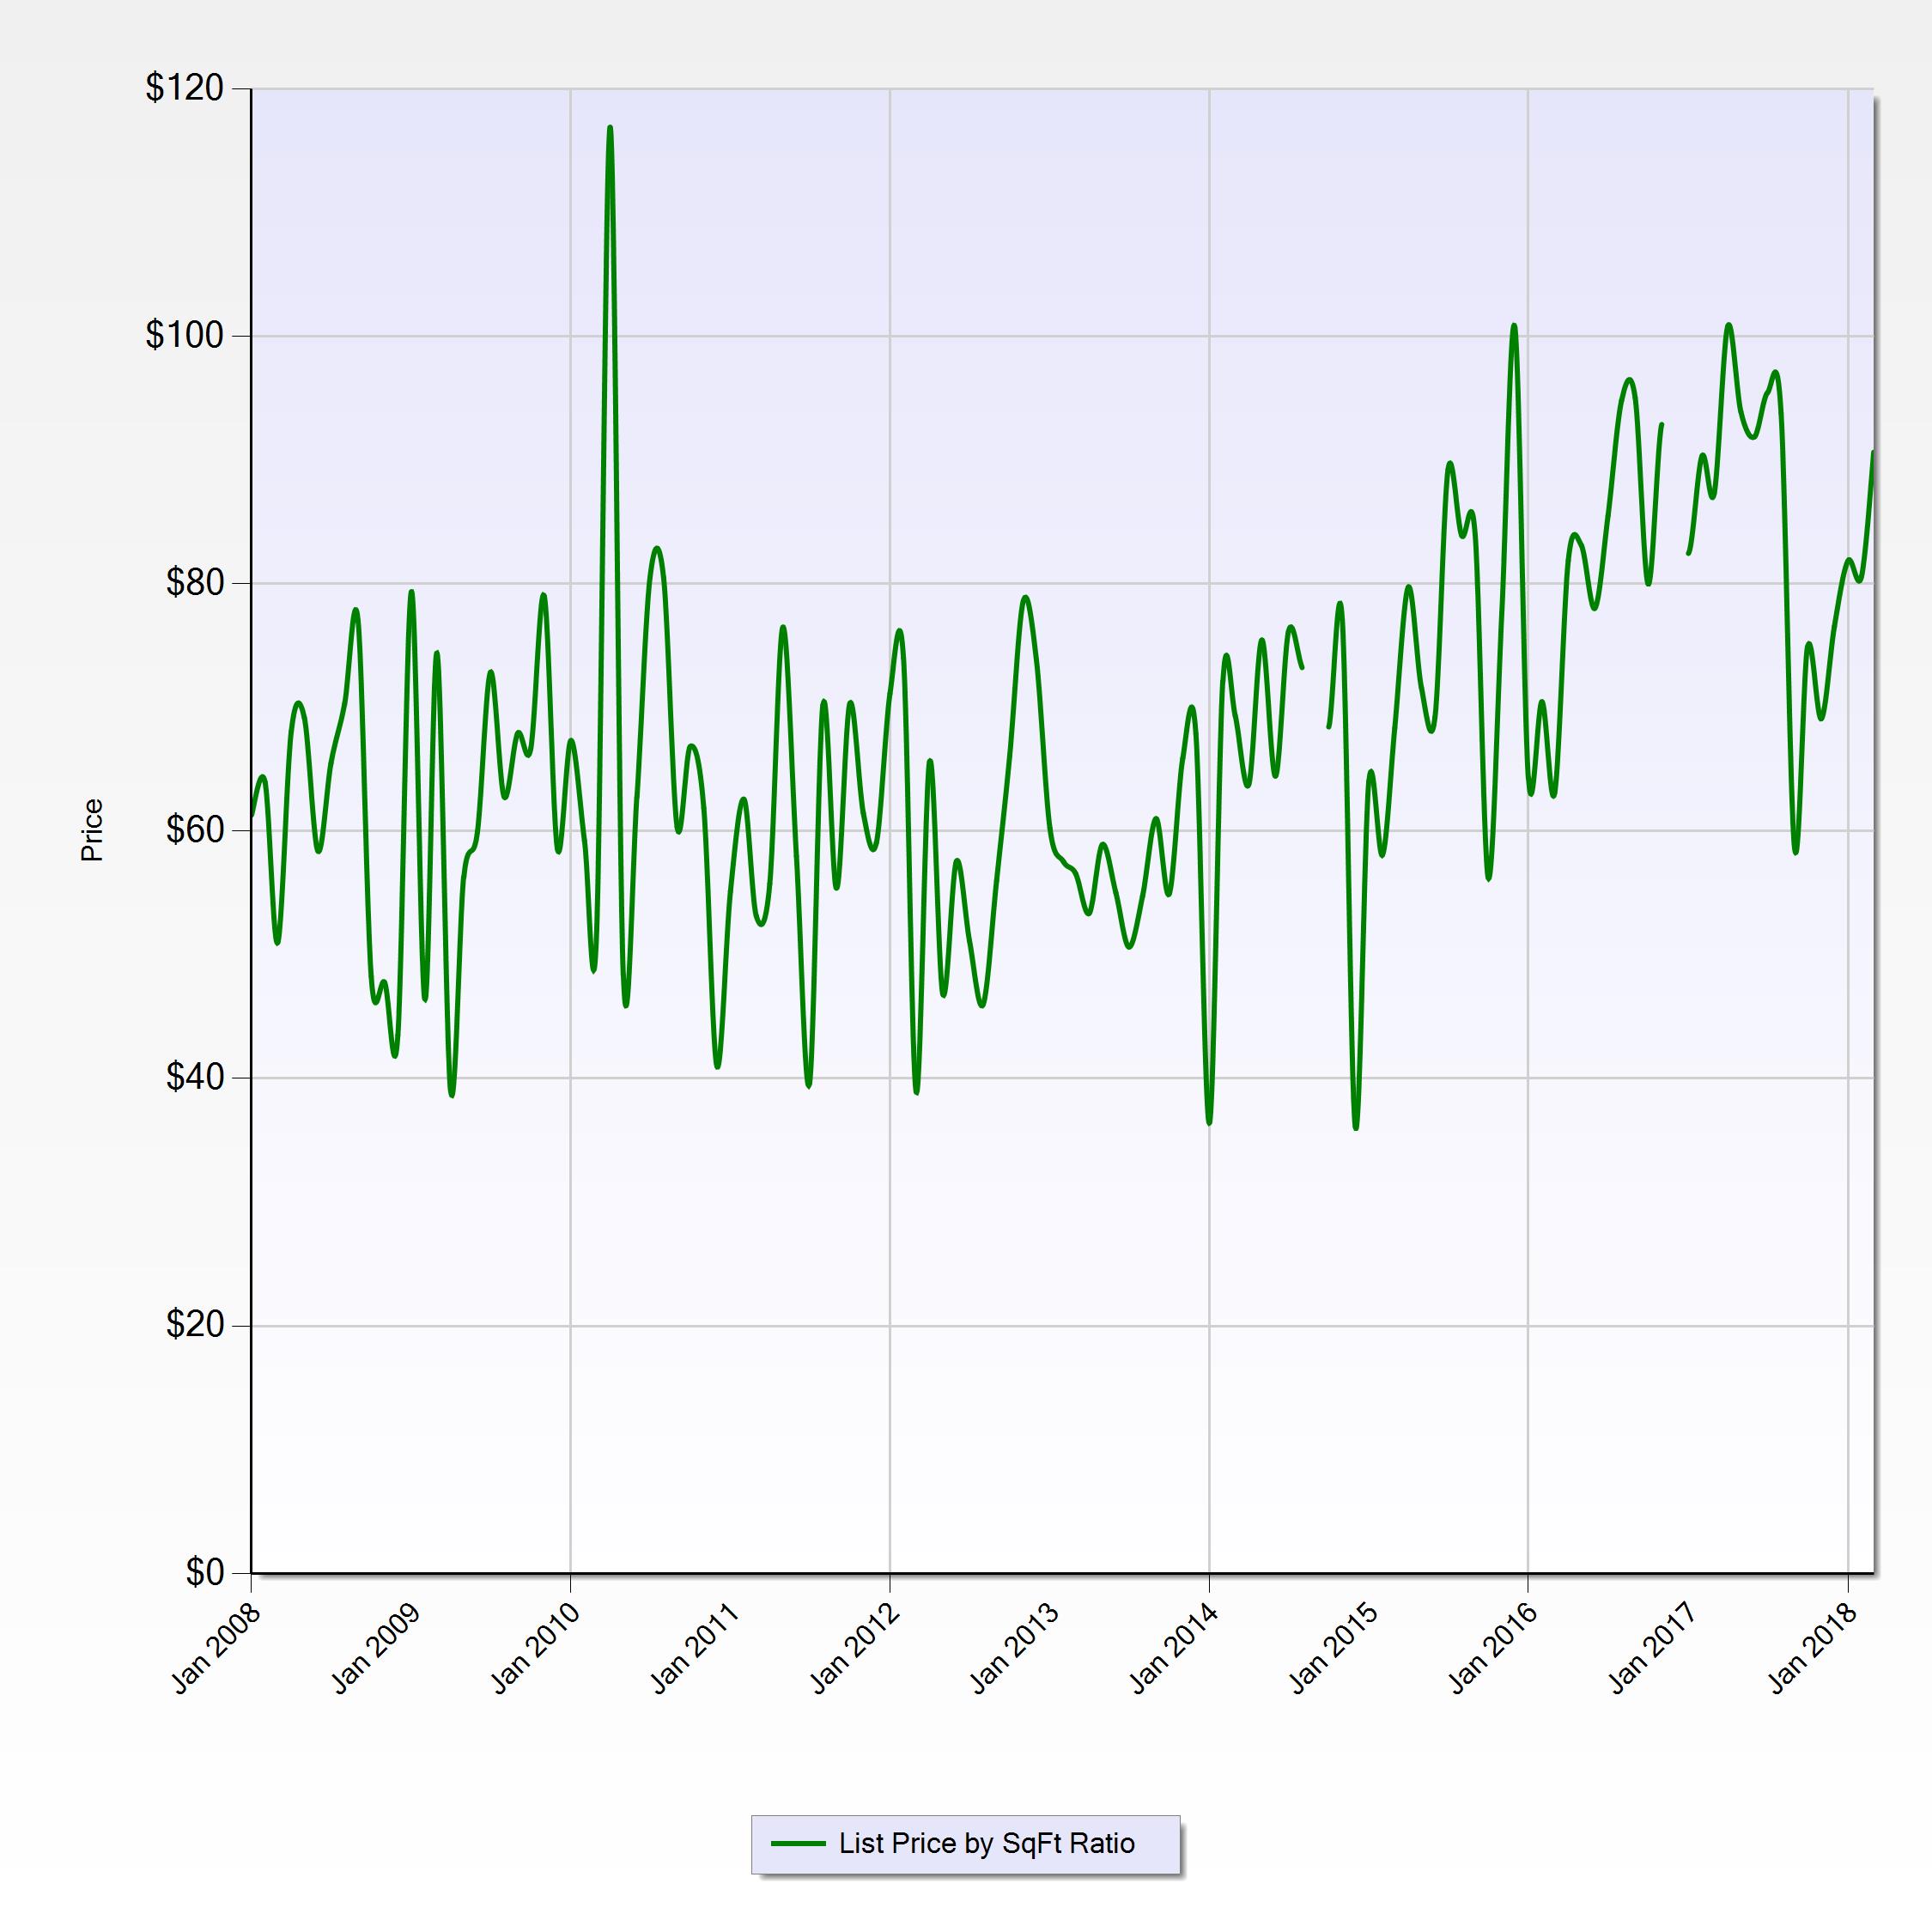 $120
$100
$80
$60
$40
$20
$0
Price
Jan 2008
Jan 2009
Jan 2010
Jan 2011
Jan 2012
Jan 2013
Jan 2014
Jan 2015
Jan 2016
Jan 2017
Jan 2018
List Price by SqFt Ratio